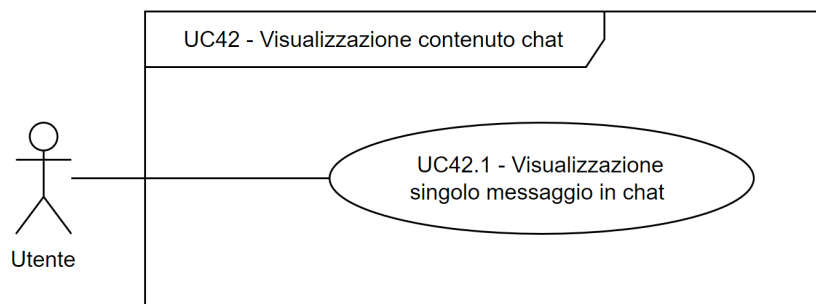 UC42 - Visualizzazione contenuto chat
UC42.1 - Visualizzazione
singolo messaggio in chat
Utente